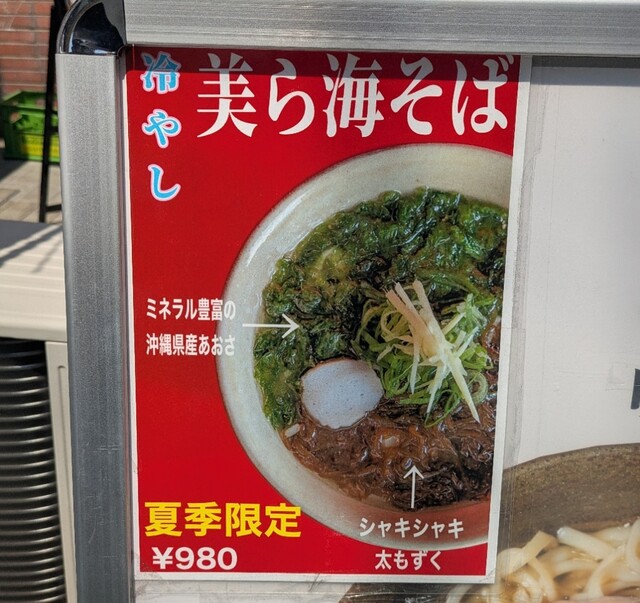 冷やし
美ら海そば
ミネラル豊富の
沖縄県産あおさ
夏季限定
¥980
シャキシャキ
太もずく